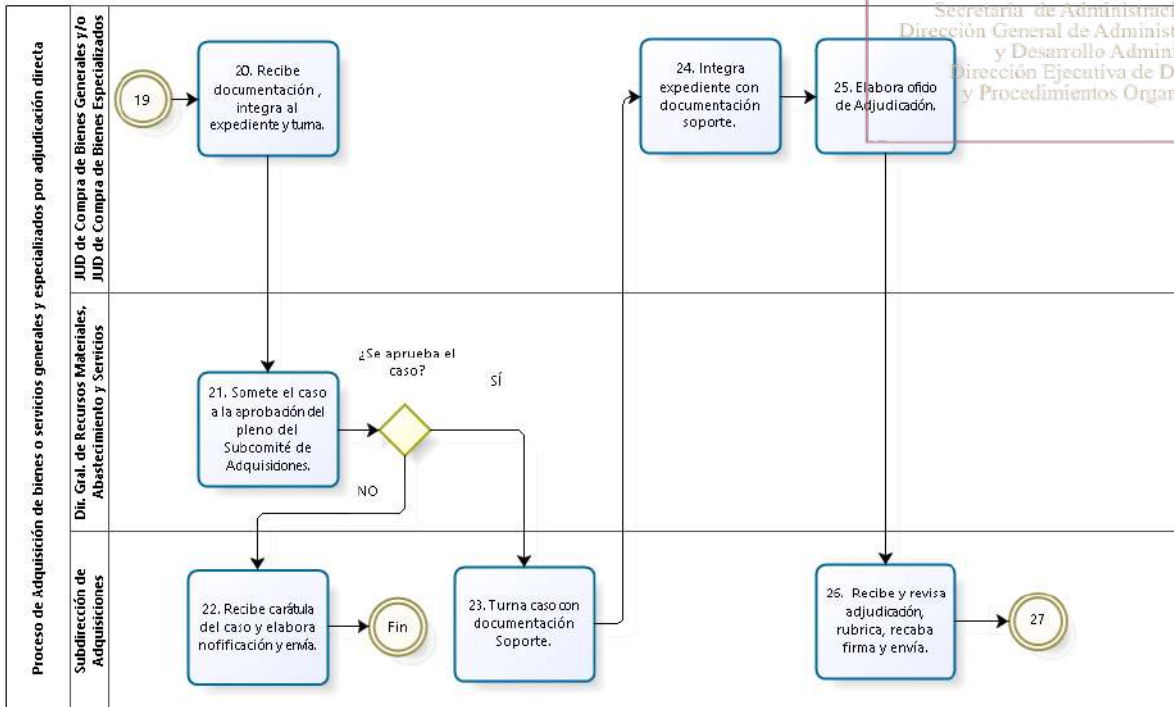 Proceso de Adquisición de bienes o servicios generales y especializados por adjudicación directa
JUD de Compra de Bienes Generales y/o
JUD de Compra de Bienes Especializados
Secretaría de Administraci
Dirección General de Administ
y Desarrollo Admini
Dirección Ejecutiva de D
y Procedimientos Organ
19
20. Recibe
documentación ,
integra al
expediente y turna.
24. Integra
expediente con
documentación
soporte.
25. Elabora oficio
de Adjudicación.
Dir. Gral. de Recursos Materiales,
Abastecimiento y Servicios
21. Somete el caso
a la aprobación del
pleno del
Subcomité de
Adquisiciones.
¿Se aprueba el
caso?
SÍ
NO
Subdirección de
Adquisiciones
22. Recibe carátula
del caso y elabora
nofificación y envía.
Fin
23. Turna caso con
documentación
Soporte.
26. Recibe y revisa
adjudicación,
rubrica, recaba
firma y envía.
27